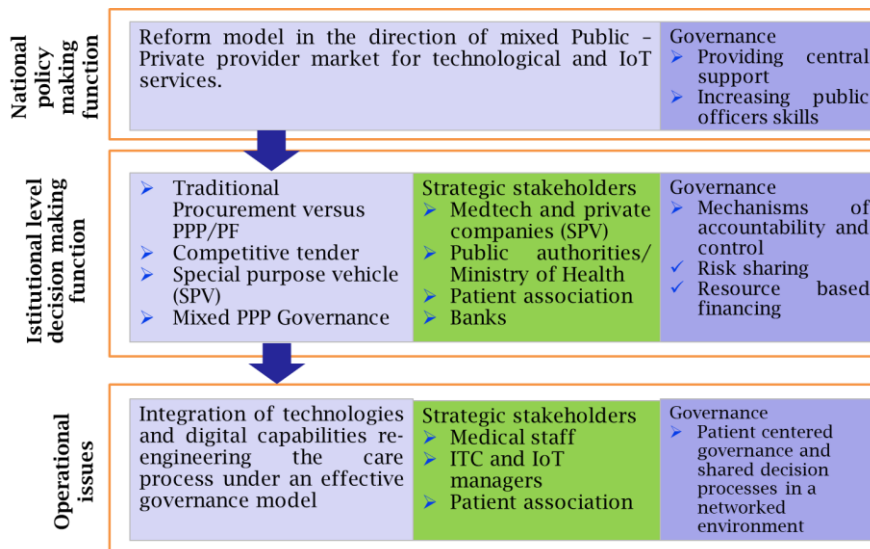 National
policy
making
function
Reform model in the direction of mixed Public –
Private provider market for technological and IoT
services.
Governance
➢ Providing central
support
➢ Increasing public
officers skills
Istitutional level
decision making
function
➢ Traditional
Procurement versus
PPP/PF
➢ Competitive tender
➢ Special purpose vehicle
(SPV)
➢ Mixed PPP Governance
Strategic stakeholders
➢ Medtech and private
companies (SPV)
➢ Public authorities/
Ministry of Health
➢ Patient association
➢ Banks
Governance
➢ Mechanisms of
accountability and
control
✓ Risk sharing
✓ Resource based
financing
Operational
issues
Integration of technologies
and digital capabilities re-
engineering the care
process under an effective
governance model
Strategic stakeholders
➢ Medical staff
➢ ITC and IoT
managers
➢ Patient association
Governance
➢ Patient centered
governance and
shared decision
processes in a
networked
environment